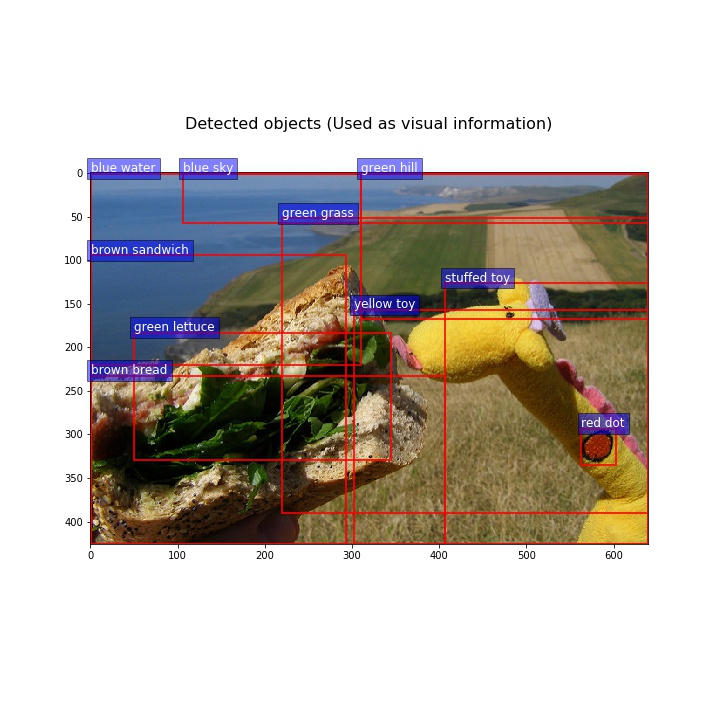 Detected objects (Used as visual information)
blue water
blue sky
green hill
green grass
brown sandwich
stuffed toy
yellow toy
green lettuce
brown bread
red dot
0
50
100
150
200
250
300
350
400
0 100 200 300 400 500 600